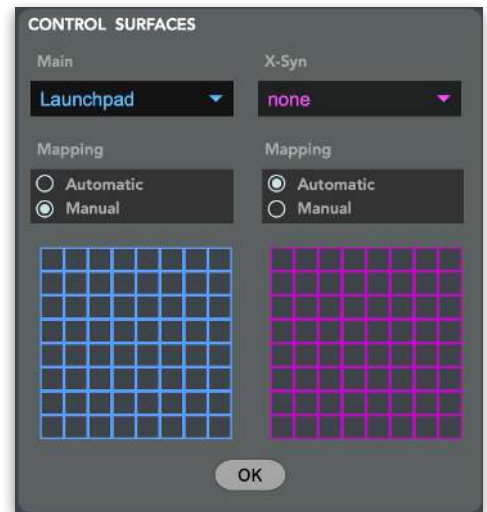 CONTROL SURFACES
Main
X-Syn
Launchpad
none
Mapping
Mapping
Automatic
Manual
Automatic
Manual
OK